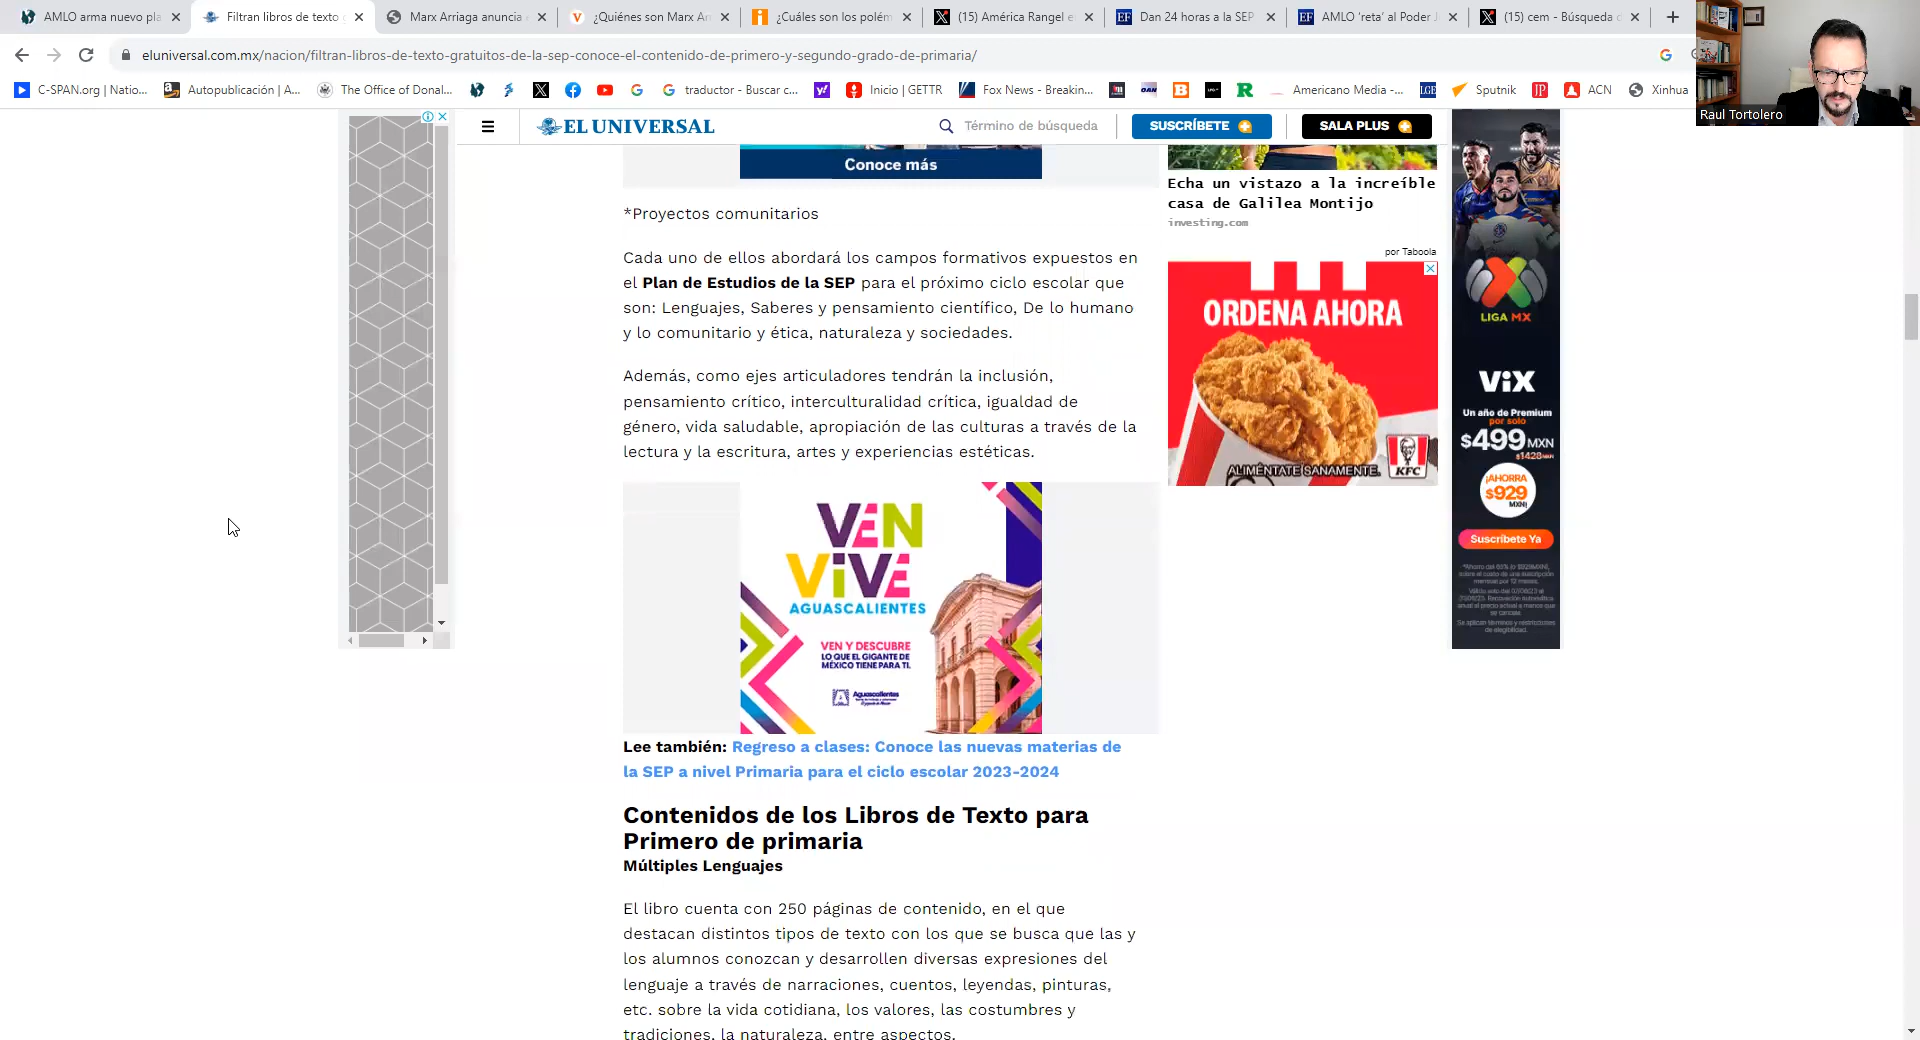 AMLO arma nuevo pla
Filtran libros de texto
Marx Arriaga anuncia
¿Quiénes son Marx Arr
¿Cuáles son los polém
(15) América Rangel e
Dan 24 horas a la SEP
AMLO 'reta' al Poder J
(15) cem - Búsqueda
eluniversal.com.mx/nacion/filtran-libros-de-texto-gratuitos-de-la-sep-conoce-el-contenido-de-primero-y-segundo-grado-de-primaria/
C-SPAN.org | Natio...
Autopublicación | A...
The Office of Donal...
traductor - Buscar c...
Inicio | GETTR
Fox News - Breakin...
OAN
Americano Media -...
LGE
Sputnik
JP
ACN
Xinhua
Raul Tortolero
EL UNIVERSAL
Término de búsqueda
SUSCRÍBETE
SALA PLUS
Conoce más
*Proyectos comunitarios
Cada uno de ellos abordará los campos formativos expuestos en
el Plan de Estudios de la SEP para el próximo ciclo escolar que
son: Lenguajes, Saberes y pensamiento científico, De lo humano
y lo comunitario y ética, naturaleza y sociedades.
Además, como ejes articuladores tendrán la inclusión,
pensamiento crítico, interculturalidad crítica, igualdad de
género, vida saludable, apropiación de las culturas a través de la
lectura y la escritura, artes y experiencias estéticas.
VEN
ViVE
AGUASCALIENTES
VEN Y DESCUBRE
LO QUE EL GIGANTE DE
MÉXICO TIENE PARA TI.
Aguascalientes
Lee también: Regreso a clases: Conoce las nuevas materias de
la SEP a nivel Primaria para el ciclo escolar 2023-2024
Contenidos de los Libros de Texto para
Primero de primaria
Múltiples Lenguajes
El libro cuenta con 250 páginas de contenido, en el que
destacan distintos tipos de texto con los que se busca que las y
los alumnos conozcan y desarrollen diversas expresiones del
lenguaje a través de narraciones, cuentos, leyendas, pinturas,
etc. sobre la vida cotidiana, los valores, las costumbres y
tradiciones, la naturaleza, entre aspectos.
Echa un vistazo a la increíble
casa de Galilea Montijo
investing.com
por Taboola
ORDENA AHORA
ALIMÉNTATE SANAMENTE.
KFC
LIGA MX
ViX
Un año de Premium
por solo
$499 MXN
$1428 MXN
¡AHORRA
$929
MXN!
Suscríbete Ya